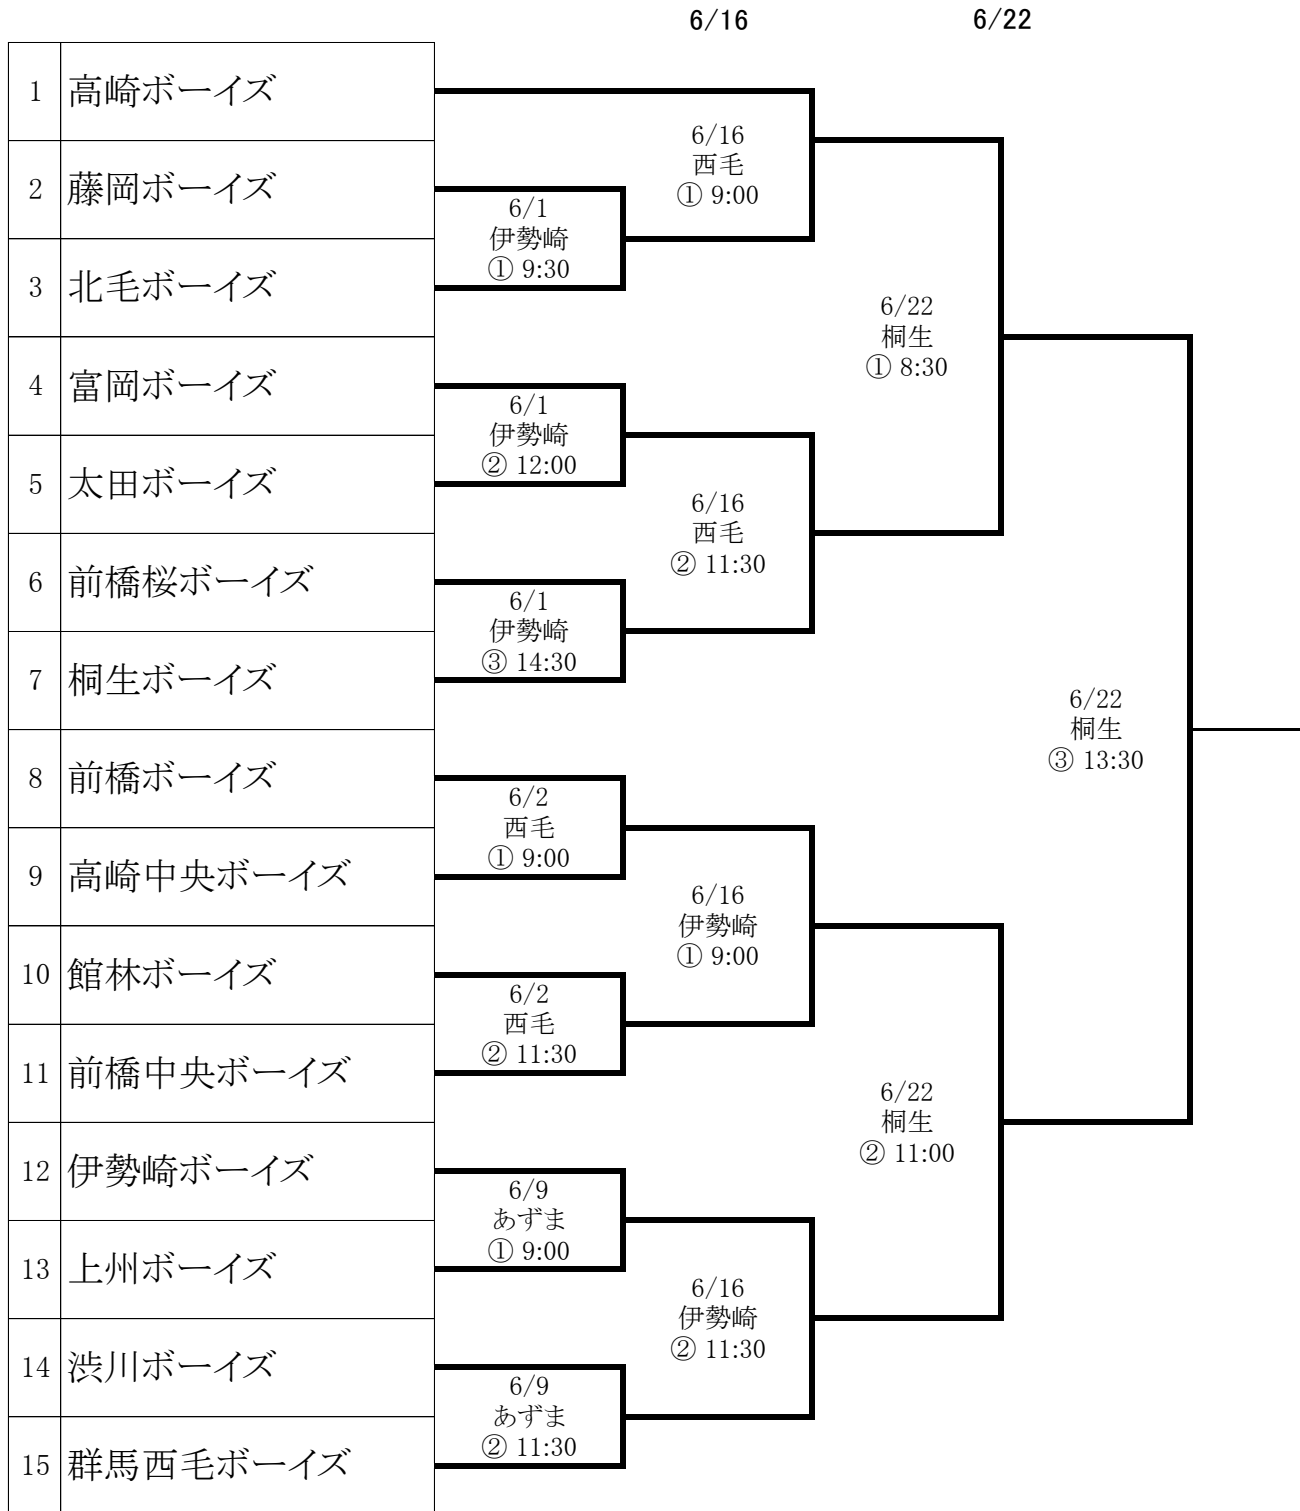 6/16 6/22
1 高崎ボーイズ
6/16
西毛
① 9:00
2 藤岡ボーイズ
6/1
伊勢崎
① 9:30
3 北毛ボーイズ
6/22
桐生
① 8:30
4 富岡ボーイズ
6/1
伊勢崎
② 12:00
5 太田ボーイズ
6/16
西毛
② 11:30
6 前橋桜ボーイズ
6/1
伊勢崎
③ 14:30
7 桐生ボーイズ
6/22
桐生
③ 13:30
8 前橋ボーイズ
6/2
西毛
① 9:00
9 高崎中央ボーイズ
6/16
伊勢崎
① 9:00
10 館林ボーイズ
6/2
西毛
② 11:30
11 前橋中央ボーイズ
6/22
桐生
② 11:00
12 伊勢崎ボーイズ
6/9
あずま
① 9:00
13 上州ボーイズ
6/16
伊勢崎
② 11:30
14 渋川ボーイズ
6/9
あずま
② 11:30
15 群馬西毛ボーイズ